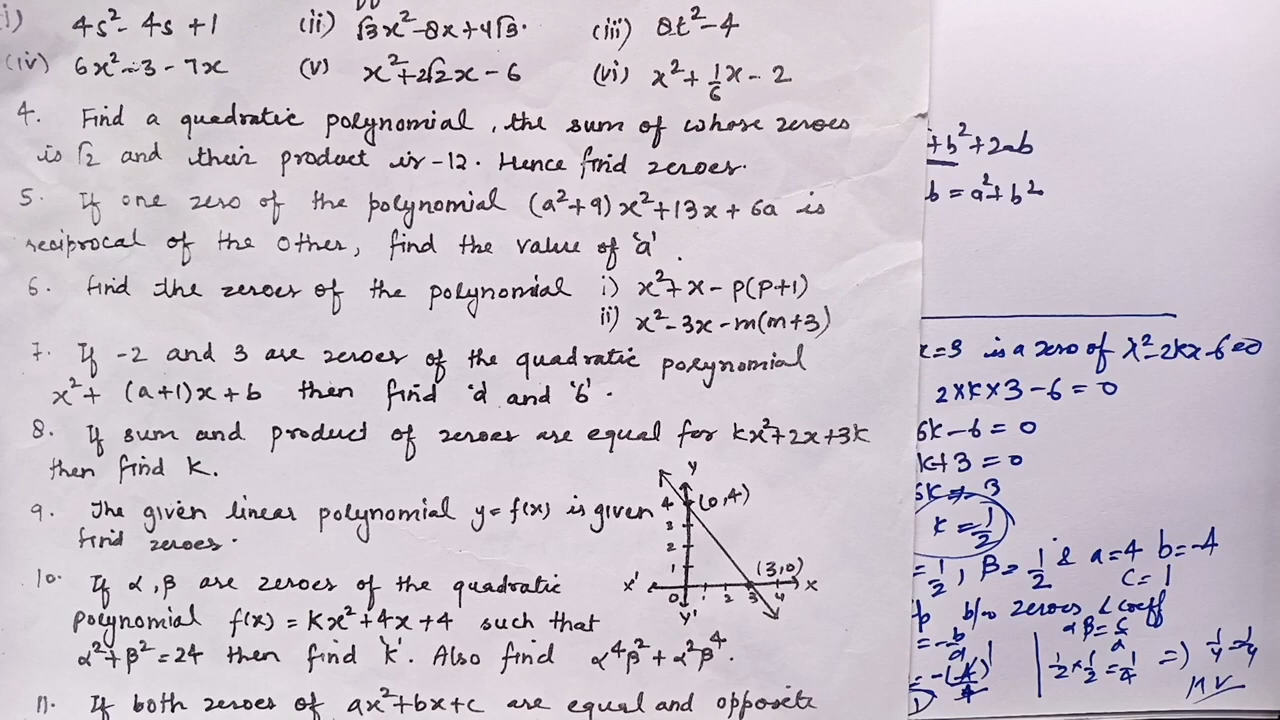 i) 4s²- 4s +1 (ii) √3x²-8x+4√3. (iii) 8t²-4
(iv) 6x²-3-7x (v) x²+2√2x-6 (vi) x²+1/6x-2
4. Find a quadratic polynomial, the sum of whose zeroes
is √2 and their product is -12. Hence find zeroes.
5. If one zero of the polynomial (a²+9)x²+13x+6a is
reciprocal of the other, find the value of 'a'.
6. Find the zeroes of the polynomial i) x²+x-p(p+1)
ii) x²-3x-m(m+3)
7. If -2 and 3 are zeroes of the quadratic polynomial
x²+ (a+1)x+b then find 'a' and 'b'.
8. If sum and product of zeroes are equal for kx²+2x+3k
then find k.
9. The given linear polynomial y=f(x) is given
find zeroes.
Y
4 (0,4)
3
2
1
(3,0)
X' 0 1 2 3 4 X
Y'
10. If α,β are zeroes of the quadratic
polynomial f(x)=kx²+4x+4 such that
α²+β²=24 then find 'k'. Also find α⁴β²+α²β⁴.
11. If both zeroes of ax²+bx+c are equal and opposite
+b²+2ab
b=a²+b²
x=3 is a zero of x²-2kx-6=0
2×k×3-6=0
6k-6=0
k+3=0
k=1/2
=1/2, β=1/2 & a=4 b=-4
c=1
b/w zeroes & coeff
=-b/a αβ=c/a
1/2×1/2=1/4 =) 1/4=1/4
HV